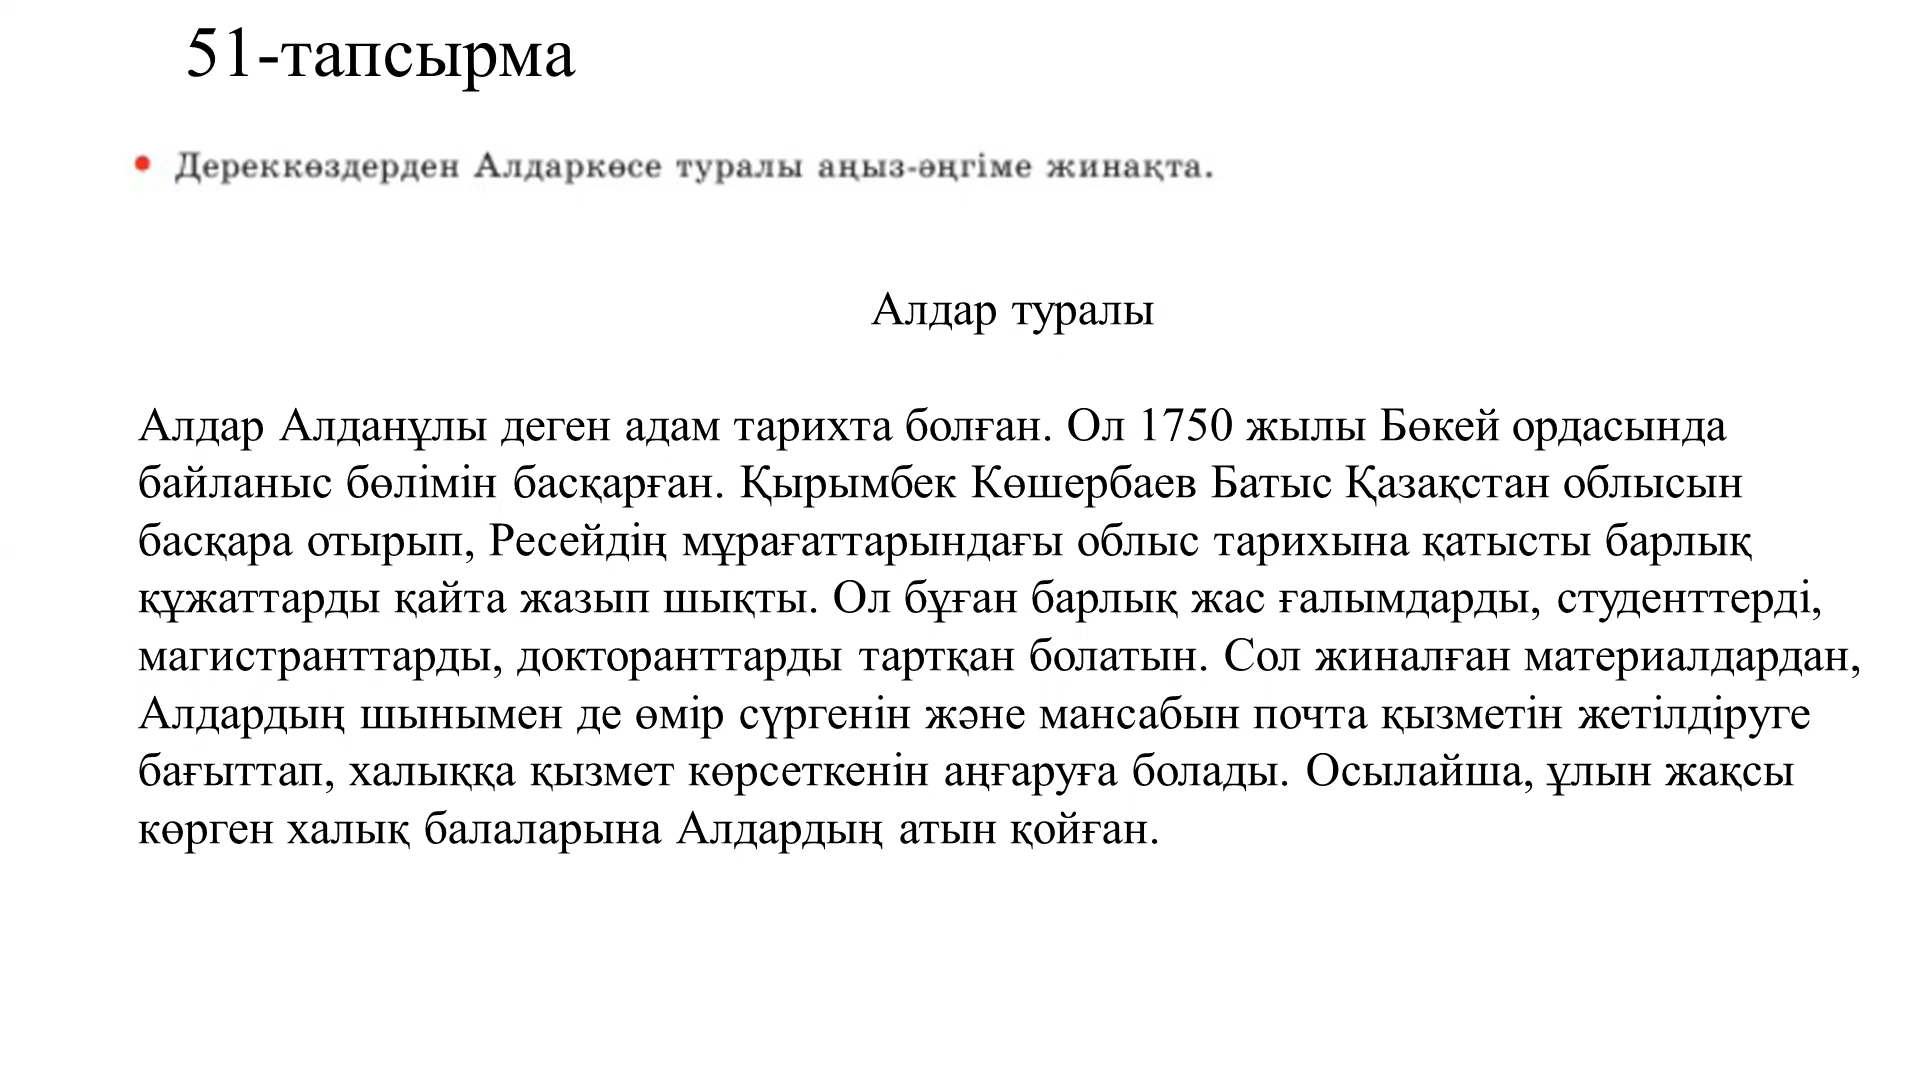 51-тапсырма
• Дереккөздерден Алдаркөсе туралы аңыз-әңгіме жинақта.
Алдар туралы
Алдар Алданұлы деген адам тарихта болған. Ол 1750 жылы Бөкей ордасында
байланыс бөлімін басқарған. Қырымбек Көшербаев Батыс Қазақстан облысын
басқара отырып, Ресейдің мұрағаттарындағы облыс тарихына қатысты барлық
құжаттарды қайта жазып шықты. Ол бұған барлық жас ғалымдарды, студенттерді,
магистранттарды, докторанттарды тартқан болатын. Сол жиналған материалдардан,
Алдардың шынымен де өмір сүргенін және мансабын почта қызметін жетілдіруге
бағыттап, халыққа қызмет көрсеткенін аңғаруға болады. Осылайша, ұлын жақсы
көрген халық балаларына Алдардың атын қойған.